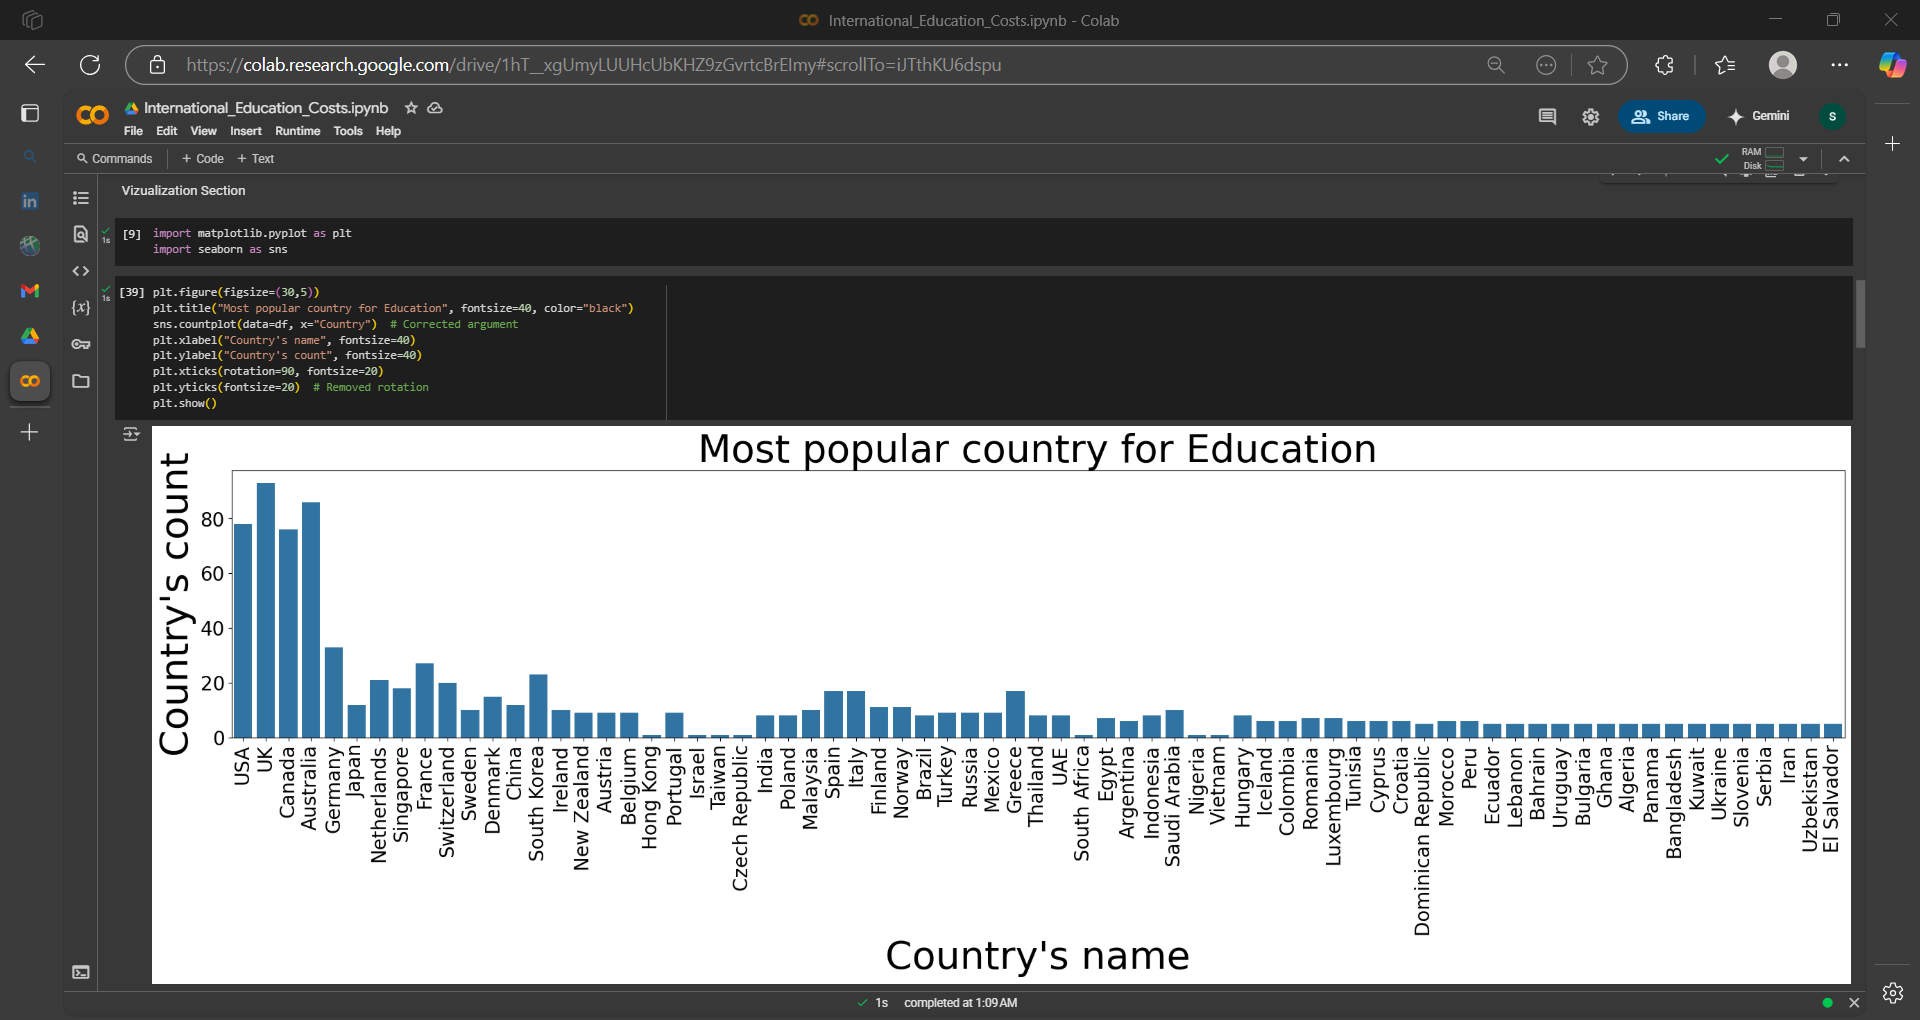 International_Education_Costs.ipynb - Colab
https://colab.research.google.com/drive/1hT__xgUmyLUUHcUbKHZ9zGvrtcBrEImy#scrollTo=iJTthKU6dspu
International_Education_Costs.ipynb
File Edit View Insert Runtime Tools Help
Share
Gemini
S
Commands + Code + Text
RAM
Disk
Vizualization Section
1s
[9] import matplotlib.pyplot as plt
import seaborn as sns
1s
[39] plt.figure(figsize=(30,5))
plt.title("Most popular country for Education", fontsize=40, color="black")
sns.countplot(data=df, x="Country") # Corrected argument
plt.xlabel("Country's name", fontsize=40)
plt.ylabel("Country's count", fontsize=40)
plt.xticks(rotation=90, fontsize=20)
plt.yticks(fontsize=20) # Removed rotation
plt.show()
Most popular country for Education
Country's count
80
60
40
20
0
USA
UK
Canada
Australia
Germany
Japan
Netherlands
Singapore
France
Switzerland
Sweden
Denmark
China
South Korea
Ireland
New Zealand
Austria
Belgium
Hong Kong
Portugal
Israel
Taiwan
Czech Republic
India
Poland
Malaysia
Spain
Italy
Finland
Norway
Brazil
Turkey
Russia
Mexico
Greece
Thailand
UAE
South Africa
Egypt
Argentina
Indonesia
Saudi Arabia
Nigeria
Vietnam
Hungary
Iceland
Colombia
Romania
Luxembourg
Tunisia
Cyprus
Croatia
Dominican Republic
Morocco
Peru
Ecuador
Lebanon
Bahrain
Uruguay
Bulgaria
Ghana
Algeria
Panama
Bangladesh
Kuwait
Ukraine
Slovenia
Serbia
Iran
Uzbekistan
El Salvador
Country's name
1s completed at 1:09 AM